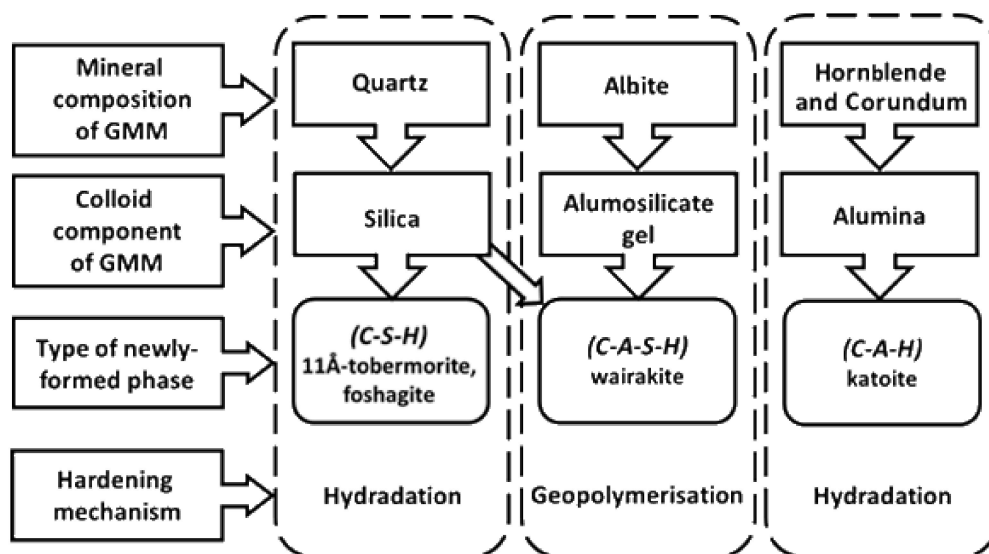 Mineral
composition
of GMM
Quartz
Albite
Hornblende
and Corundum
Colloid
component
of GMM
Silica
Alumosilicate
gel
Alumina
Type of newly-
formed phase
(C-S-H)
11Å-tobermorite,
foshagite
(C-A-S-H)
wairakite
(C-A-H)
katoite
Hardening
mechanism
Hydradation
Geopolymerisation
Hydradation